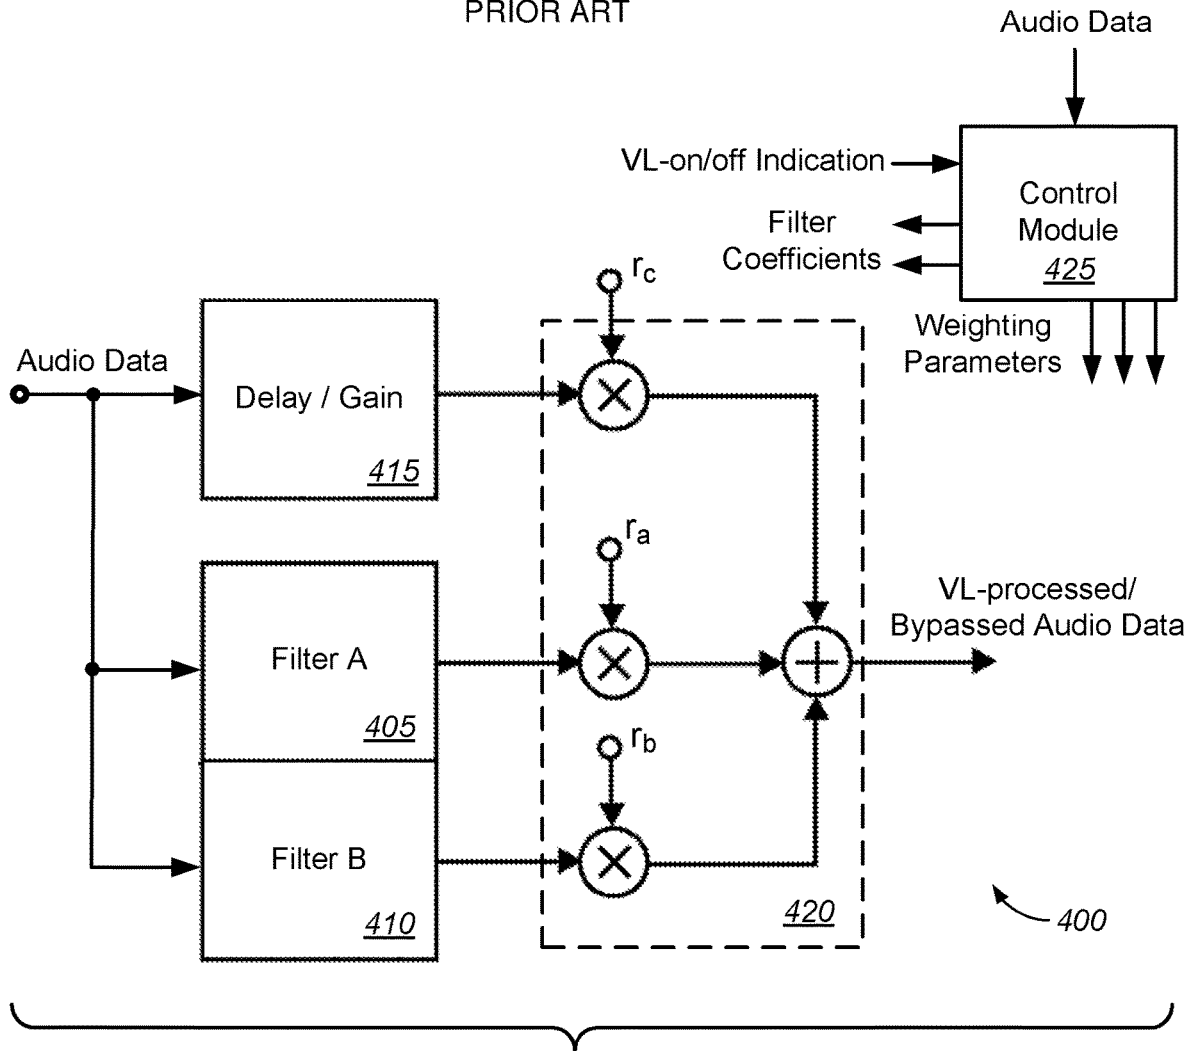 PRIOR ART
Audio Data
VL-on/off Indication
Control
Module
425
Filter
Coefficients
Weighting
Parameters
rc
Audio Data
Delay / Gain
415
ra
Filter A
405
VL-processed/
Bypassed Audio Data
rb
Filter B
410
420
400